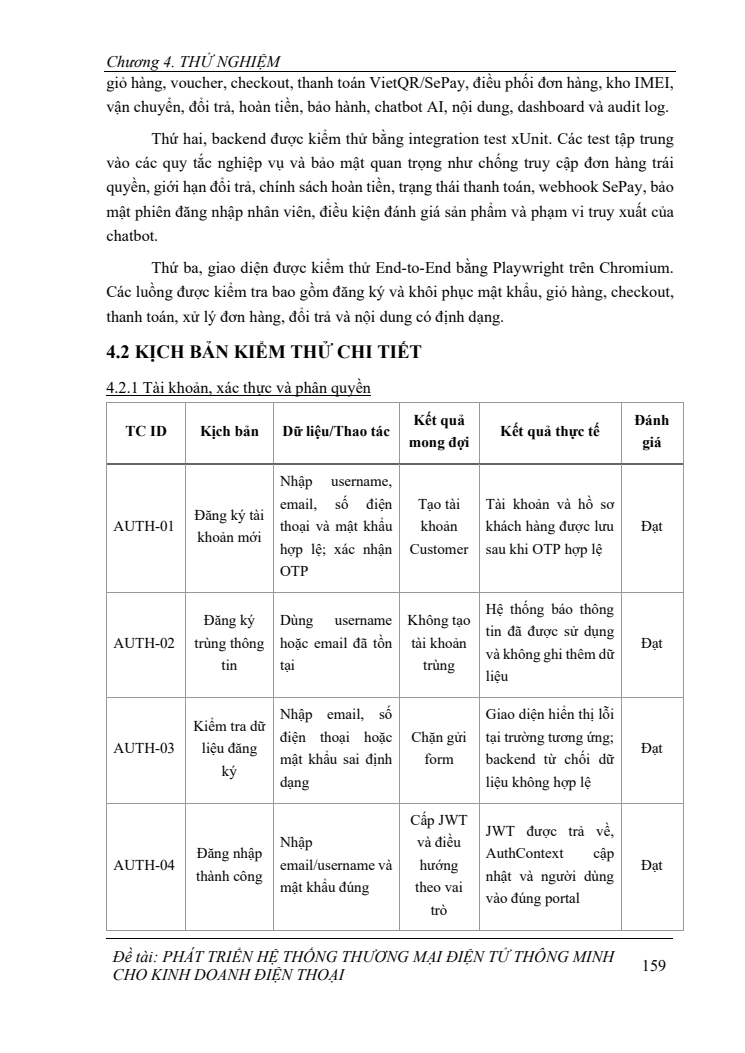 Chương 4. THỬ NGHIỆM
giỏ hàng, voucher, checkout, thanh toán VietQR/SePay, điều phối đơn hàng, kho IMEI,
vận chuyển, đổi trả, hoàn tiền, bảo hành, chatbot AI, nội dung, dashboard và audit log.
Thứ hai, backend được kiểm thử bằng integration test xUnit. Các test tập trung
vào các quy tắc nghiệp vụ và bảo mật quan trọng như chống truy cập đơn hàng trái
quyền, giới hạn đổi trả, chính sách hoàn tiền, trạng thái thanh toán, webhook SePay, bảo
mật phiên đăng nhập nhân viên, điều kiện đánh giá sản phẩm và phạm vi truy xuất của
chatbot.
Thứ ba, giao diện được kiểm thử End-to-End bằng Playwright trên Chromium.
Các luồng được kiểm tra bao gồm đăng ký và khôi phục mật khẩu, giỏ hàng, checkout,
thanh toán, xử lý đơn hàng, đổi trả và nội dung có định dạng.
4.2 KỊCH BẢN KIỂM THỬ CHI TIẾT
4.2.1 Tài khoản, xác thực và phân quyền
TC ID
Kịch bản
Dữ liệu/Thao tác
Kết quả
mong đợi
Kết quả thực tế
Đánh
giá
AUTH-01
Đăng ký tài
khoản mới
Nhập username,
email, số điện
thoại và mật khẩu
hợp lệ; xác nhận
OTP
Tạo tài
khoản
Customer
Tài khoản và hồ sơ
khách hàng được lưu
sau khi OTP hợp lệ
Đạt
AUTH-02
Đăng ký
trùng thông
tin
Dùng username
hoặc email đã tồn
tại
Không tạo
tài khoản
trùng
Hệ thống báo thông
tin đã được sử dụng
và không ghi thêm dữ
liệu
Đạt
AUTH-03
Kiểm tra dữ
liệu đăng
ký
Nhập email, số
điện thoại hoặc
mật khẩu sai định
dạng
Chặn gửi
form
Giao diện hiển thị lỗi
tại trường tương ứng;
backend từ chối dữ
liệu không hợp lệ
Đạt
AUTH-04
Đăng nhập
thành công
Nhập
email/username và
mật khẩu đúng
Cấp JWT
và điều
hướng
theo vai
trò
JWT được trả về,
AuthContext cập
nhật và người dùng
vào đúng portal
Đạt
Đề tài: PHÁT TRIỂN HỆ THỐNG THƯƠNG MẠI ĐIỆN TỬ THÔNG MINH
CHO KINH DOANH ĐIỆN THOẠI
159